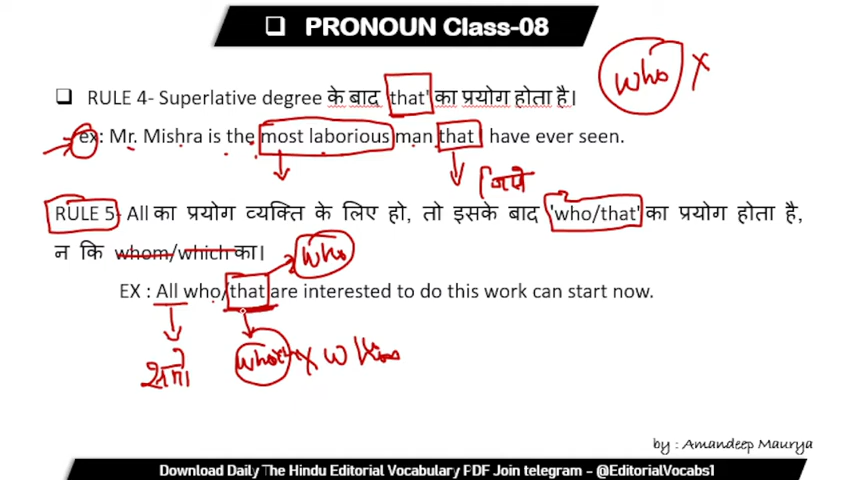 PRONOUN Class-08
who x
RULE 4- Superlative degree के बाद 'that' का प्रयोग होता है।
ex: Mr. Mishra is the most laborious man that I have ever seen.
जिसे
RULE 5- All का प्रयोग व्यक्ति के लिए हो, तो इसके बाद 'who/that' का प्रयोग होता है,
न कि whom/which का।
who
EX : All who/that are interested to do this work can start now.
सभी x
by : Amandeep Maurya
Download Daily The Hindu Editorial Vocabulary PDF Join telegram - @EditorialVocabs1